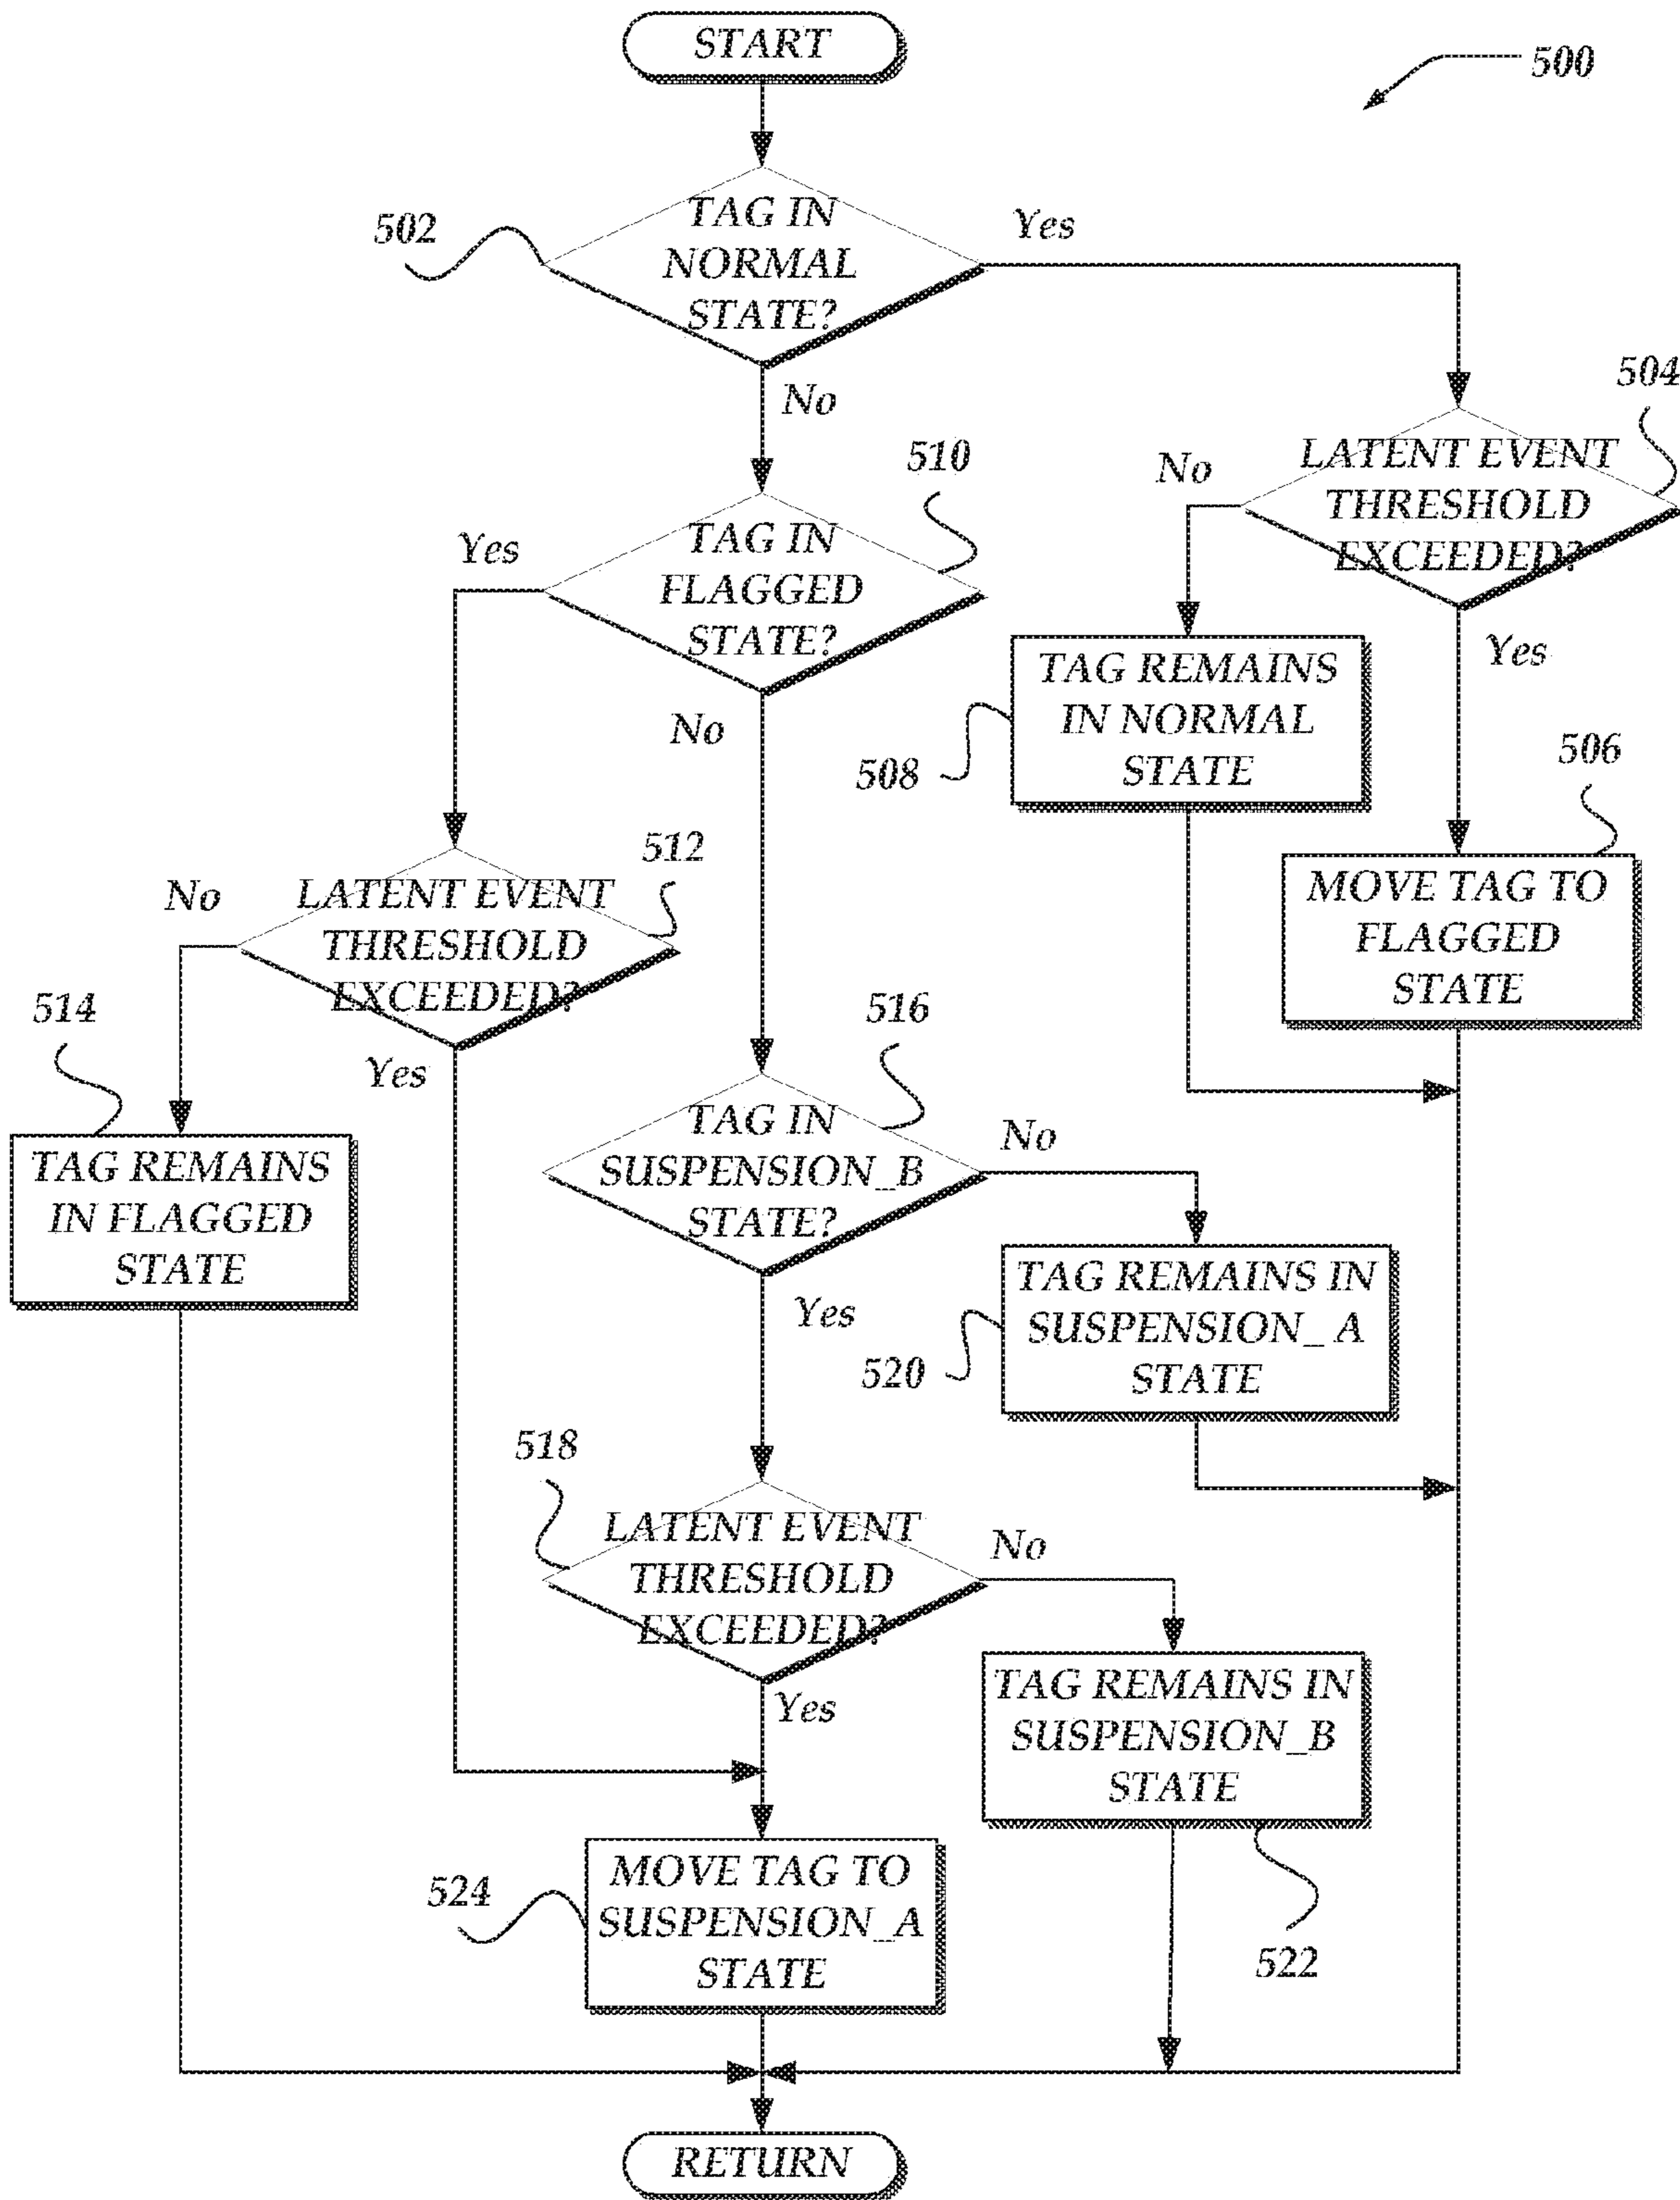 START
500
502
TAG IN
NORMAL
STATE?
Yes
No
504
LATENT EVENT
THRESHOLD
EXCEEDED?
No
Yes
510
TAG IN
FLAGGED
STATE?
Yes
No
508
TAG REMAINS
IN NORMAL
STATE
506
MOVE TAG TO
FLAGGED
STATE
512
LATENT EVENT
THRESHOLD
EXCEEDED?
No
Yes
514
TAG REMAINS
IN FLAGGED
STATE
516
TAG IN
SUSPENSION_B
STATE?
No
Yes
520
TAG REMAINS IN
SUSPENSION_ A
STATE
518
LATENT EVENT
THRESHOLD
EXCEEDED?
No
Yes
TAG REMAINS IN
SUSPENSION_B
STATE
522
524
MOVE TAG TO
SUSPENSION_A
STATE
RETURN